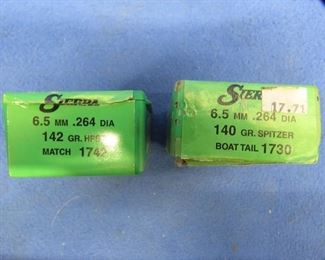 SIERRA
6.5 MM .264 DIA
142 GR. HPBT
MATCH 1742
SIERRA
17.71
6.5 MM .264 DIA
140 GR. SPITZER
BOAT TAIL 1730